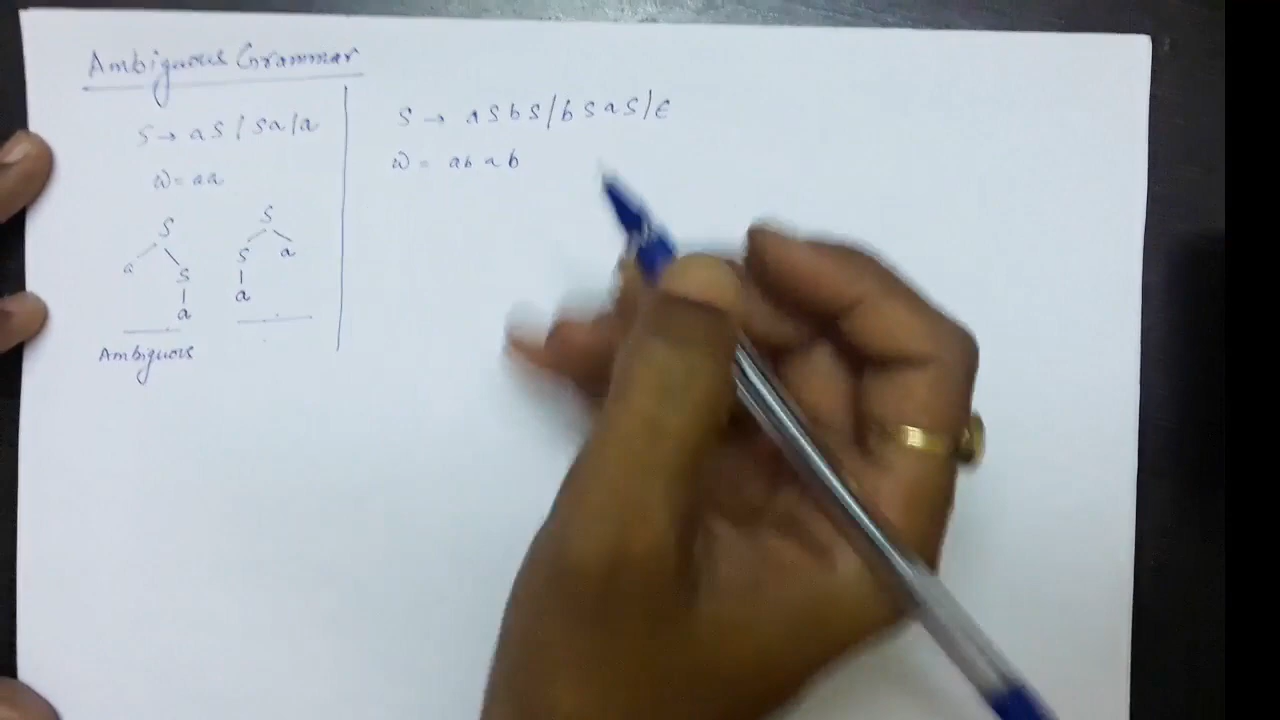 Ambiguous Grammar
S → aS / Sa / a
W = aa
S
a S
a
S
S a
a
Ambiguous
S → aSbS / bSaS / ε
W = abab